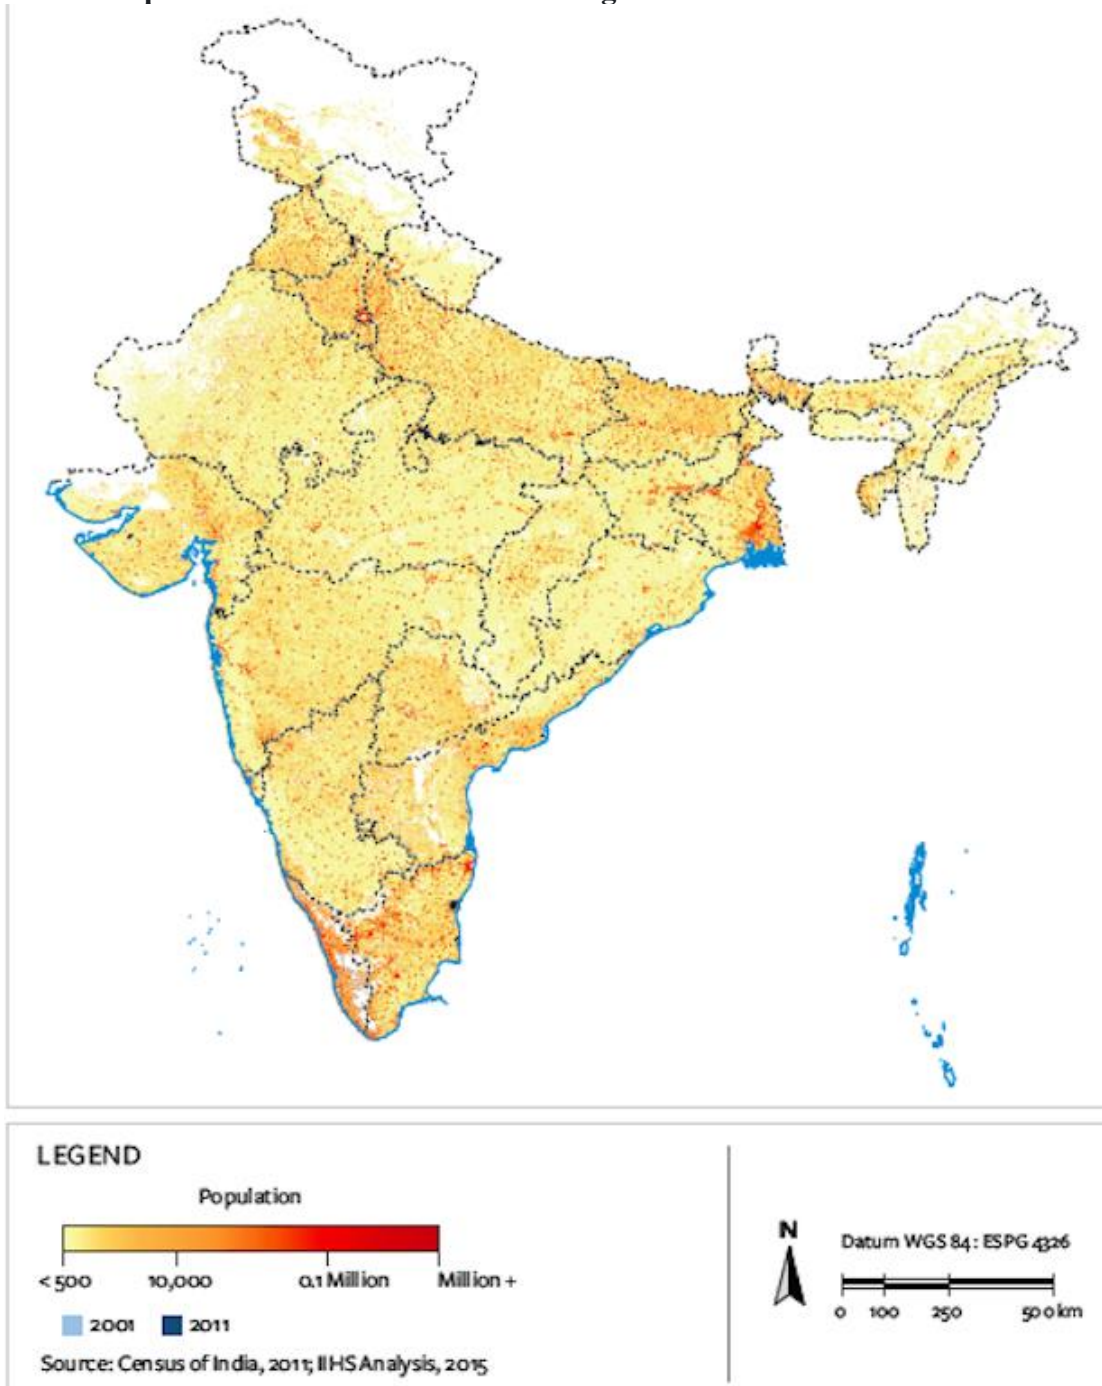 LEGEND
Population
< 500 10,000 0.1 Million Million +
2001 2011
Source: Census of India, 2011; IIHS Analysis, 2015
N
Datum WGS 84 : ESPG 4326
0 100 250 500 km